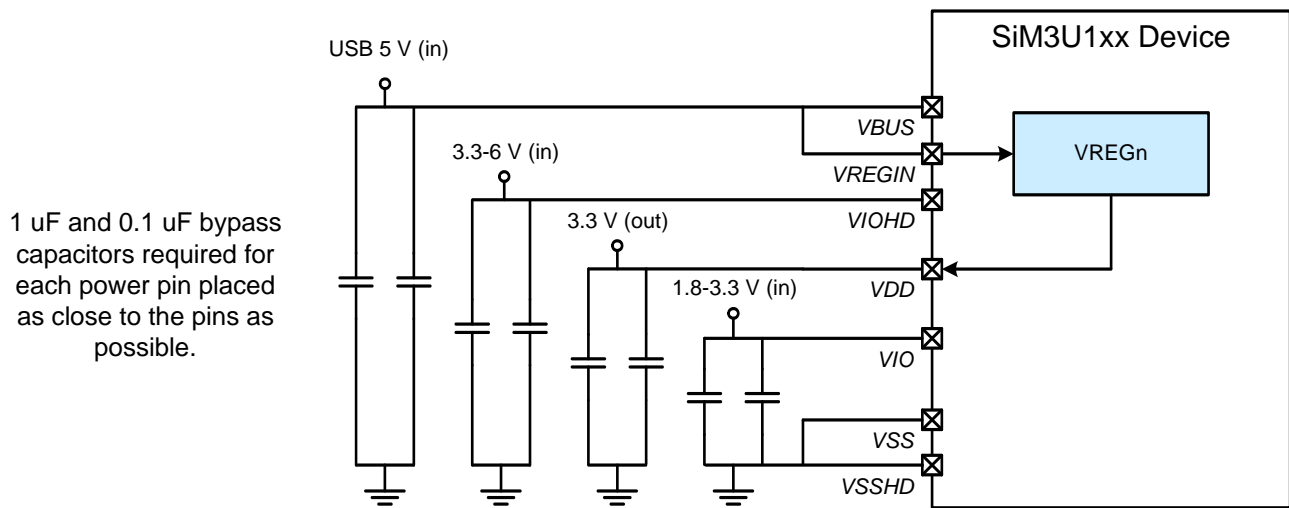 SiM3U1xx Device
USB 5 V (in)
VBUS
VREGn
3.3-6 V (in)
VREGIN
1 uF and 0.1 uF bypass
capacitors required for
each power pin placed
as close to the pins as
possible.
VIOHD
3.3 V (out)
VDD
1.8-3.3 V (in)
VIO
VSS
VSSHD